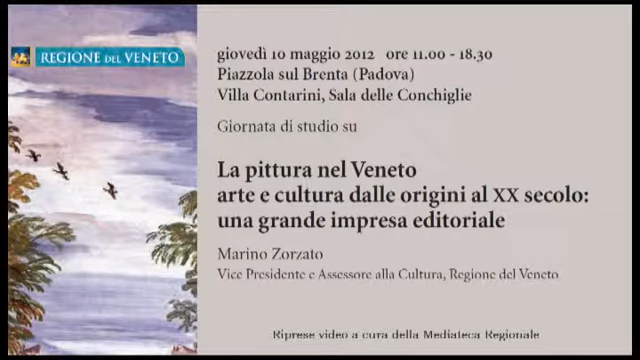 REGIONE DEL VENETO
giovedì 10 maggio 2012 ore 11.00 - 18.30
Piazzola sul Brenta (Padova)
Villa Contarini, Sala delle Conchiglie
Giornata di studio su
La pittura nel Veneto
arte e cultura dalle origini al XX secolo:
una grande impresa editoriale
Marino Zorzato
Vice Presidente e Assessore alla Cultura, Regione del Veneto
Riprese video a cura della Mediateca Regionale